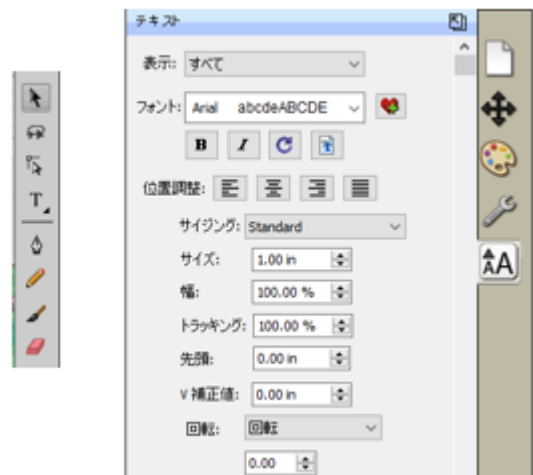 テキスト
表示: すべて
フォント: Arial abcdeABCDE
B I C T
位置調整:
サイジング: Standard
サイズ: 1.00 in
幅: 100.00 %
トラッキング: 100.00 %
先頭: 0.00 in
V 補正値: 0.00 in
回転: 回転
0.00
T
AA